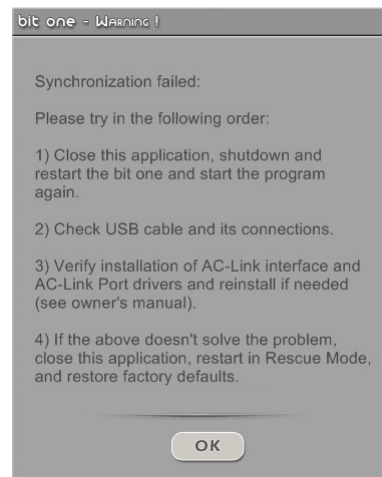 bit one - Warning !
Synchronization failed:
Please try in the following order:
1) Close this application, shutdown and
restart the bit one and start the program
again.
2) Check USB cable and its connections.
3) Verify installation of AC-Link interface and
AC-Link Port drivers and reinstall if needed
(see owner's manual).
4) If the above doesn't solve the problem,
close this application, restart in Rescue Mode,
and restore factory defaults.
OK